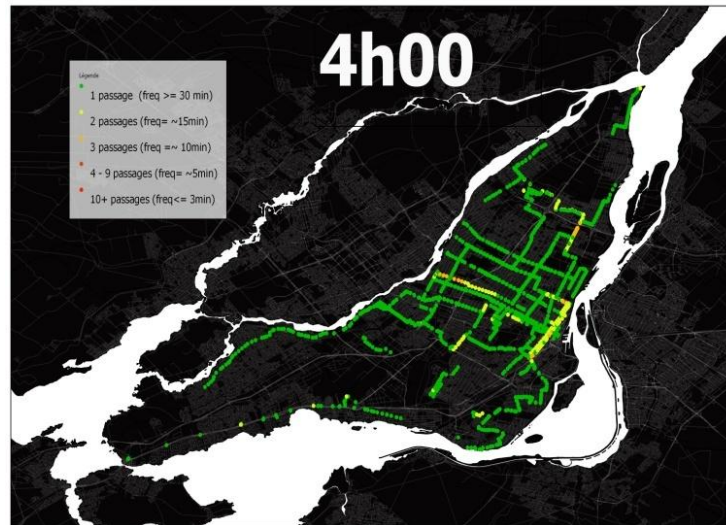 4h00
Légende
1 passage (freq >= 30 min)
2 passages (freq= ~15min)
3 passages (freq =~ 10min)
4 - 9 passages (freq= ~5min)
10+ passages (freq<= 3min)